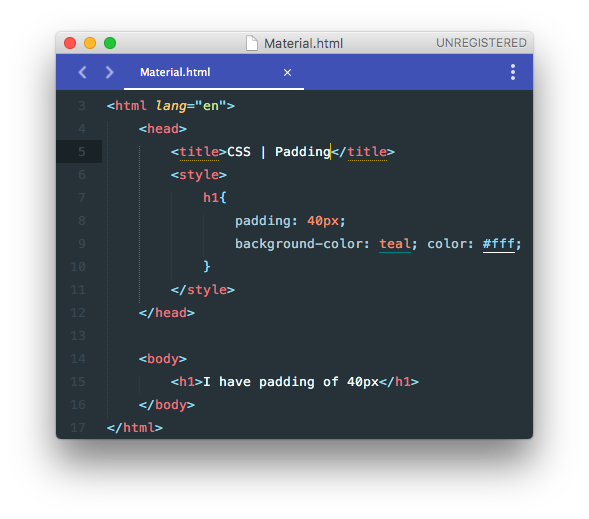 Material.html UNREGISTERED
Material.html ×
3 <html lang="en">
4 <head>
5 <title>CSS | Padding</title>
6 <style>
7 h1{
8 padding: 40px;
9 background-color: teal; color: #fff;
10 }
11 </style>
12 </head>
13
14 <body>
15 <h1>I have padding of 40px</h1>
16 </body>
17 </html>